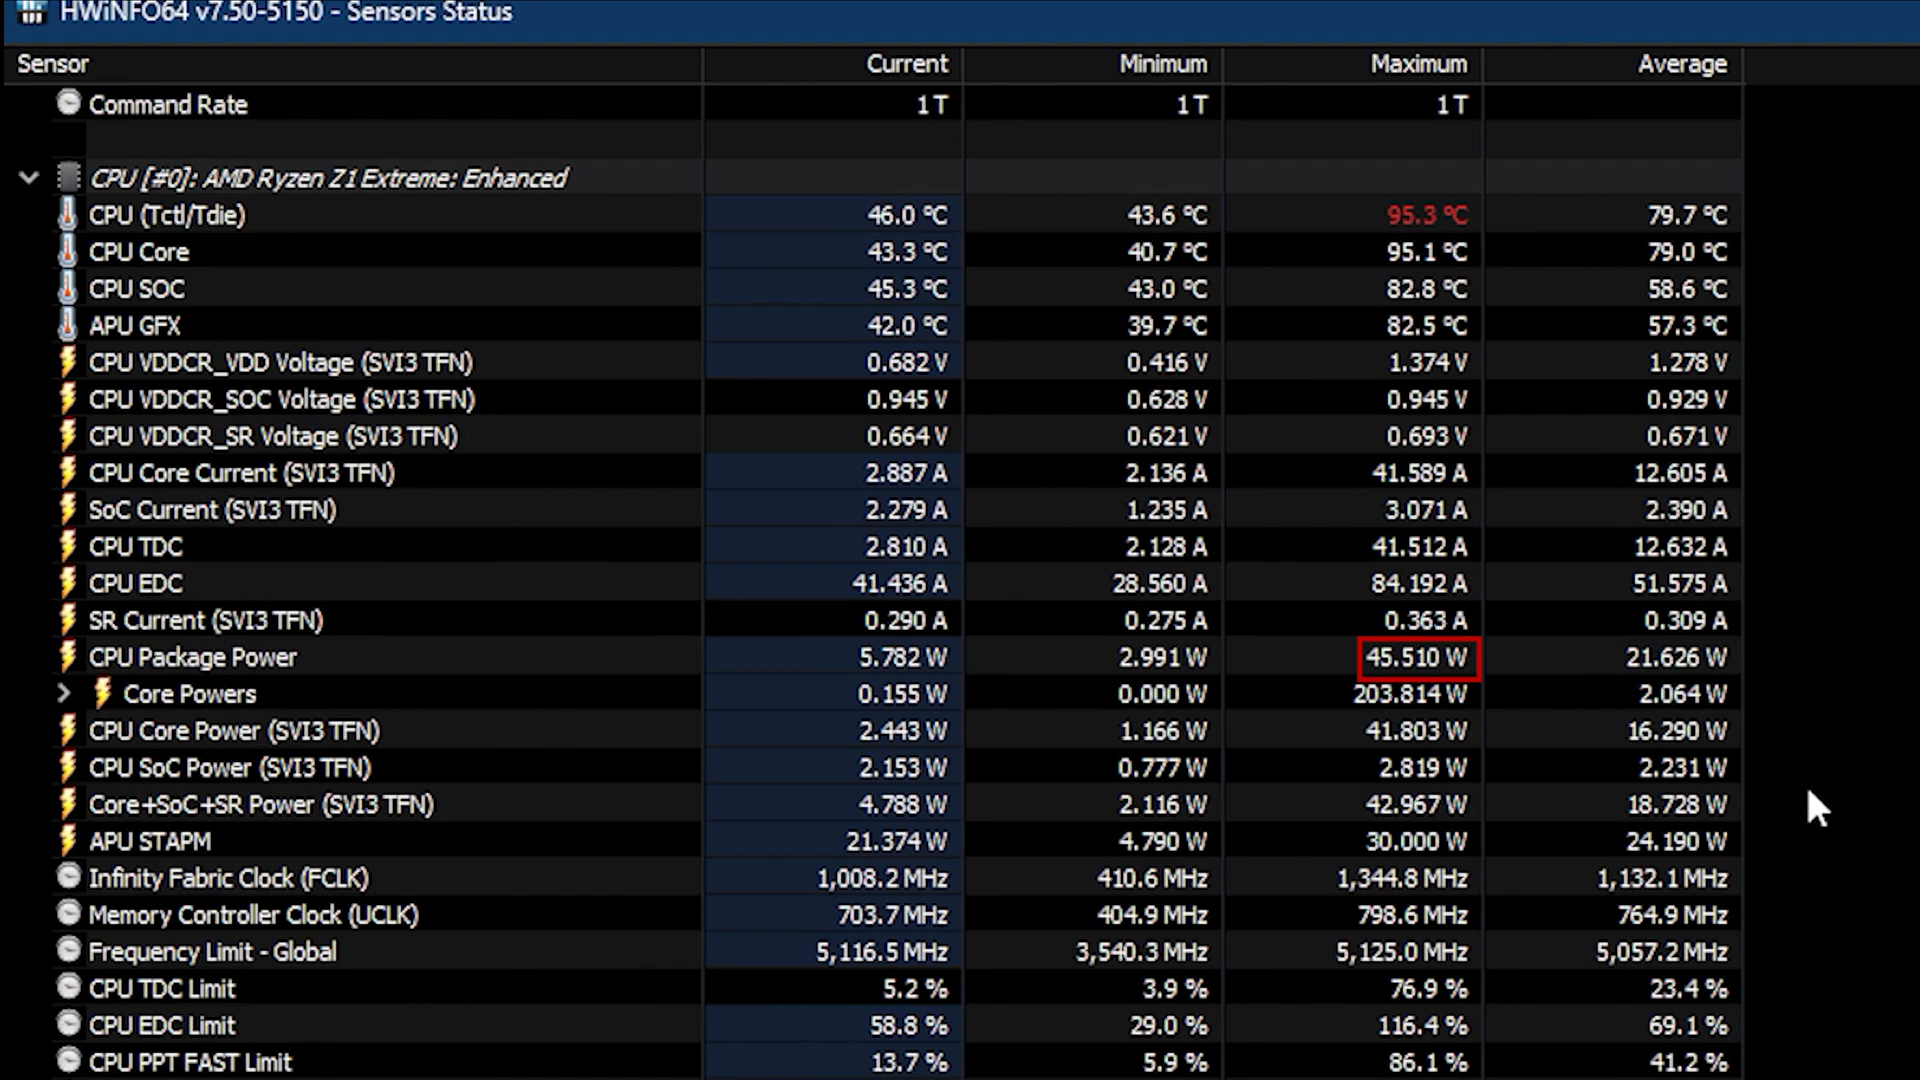 HWiNFO64 v7.50-5150 - Sensors Status
Sensor Current Minimum Maximum Average
Command Rate 1T 1T 1T
CPU [#0]: AMD Ryzen Z1 Extreme: Enhanced
CPU (Tctl/Tdie) 46.0 °C 43.6 °C 95.3 °C 79.7 °C
CPU Core 43.3 °C 40.7 °C 95.1 °C 79.0 °C
CPU SOC 45.3 °C 43.0 °C 82.8 °C 58.6 °C
APU GFX 42.0 °C 39.7 °C 82.5 °C 57.3 °C
CPU VDDCR_VDD Voltage (SVI3 TFN) 0.682 V 0.416 V 1.374 V 1.278 V
CPU VDDCR_SOC Voltage (SVI3 TFN) 0.945 V 0.628 V 0.945 V 0.929 V
CPU VDDCR_SR Voltage (SVI3 TFN) 0.664 V 0.621 V 0.693 V 0.671 V
CPU Core Current (SVI3 TFN) 2.887 A 2.136 A 41.589 A 12.605 A
SoC Current (SVI3 TFN) 2.279 A 1.235 A 3.071 A 2.390 A
CPU TDC 2.810 A 2.128 A 41.512 A 12.632 A
CPU EDC 41.436 A 28.560 A 84.192 A 51.575 A
SR Current (SVI3 TFN) 0.290 A 0.275 A 0.363 A 0.309 A
CPU Package Power 5.782 W 2.991 W 45.510 W 21.626 W
Core Powers 0.155 W 0.000 W 203.814 W 2.064 W
CPU Core Power (SVI3 TFN) 2.443 W 1.166 W 41.803 W 16.290 W
CPU SoC Power (SVI3 TFN) 2.153 W 0.777 W 2.819 W 2.231 W
Core+SoC+SR Power (SVI3 TFN) 4.788 W 2.116 W 42.967 W 18.728 W
APU STAPM 21.374 W 4.790 W 30.000 W 24.190 W
Infinity Fabric Clock (FCLK) 1,008.2 MHz 410.6 MHz 1,344.8 MHz 1,132.1 MHz
Memory Controller Clock (UCLK) 703.7 MHz 404.9 MHz 798.6 MHz 764.9 MHz
Frequency Limit - Global 5,116.5 MHz 3,540.3 MHz 5,125.0 MHz 5,057.2 MHz
CPU TDC Limit 5.2 % 3.9 % 76.9 % 23.4 %
CPU EDC Limit 58.8 % 29.0 % 116.4 % 69.1 %
CPU PPT FAST Limit 13.7 % 5.9 % 86.1 % 41.2 %